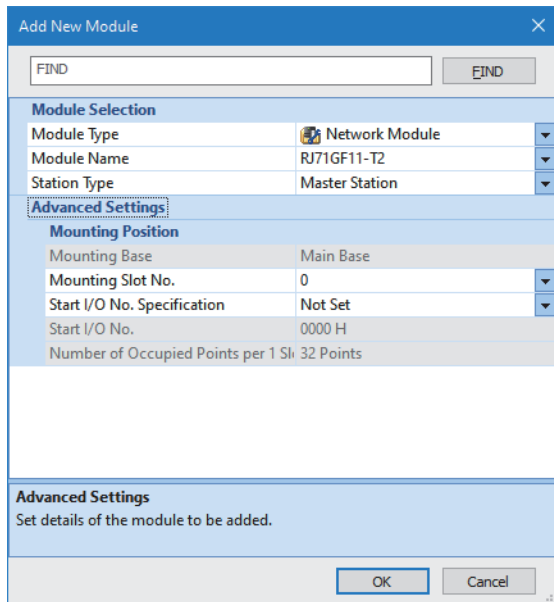 Add New Module
FIND
FIND
Module Selection
Module Type Network Module
Module Name RJ71GF11-T2
Station Type Master Station
Advanced Settings
Mounting Position
Mounting Base Main Base
Mounting Slot No. 0
Start I/O No. Specification Not Set
Start I/O No. 0000 H
Number of Occupied Points per 1 Sl 32 Points
Advanced Settings
Set details of the module to be added.
OK Cancel